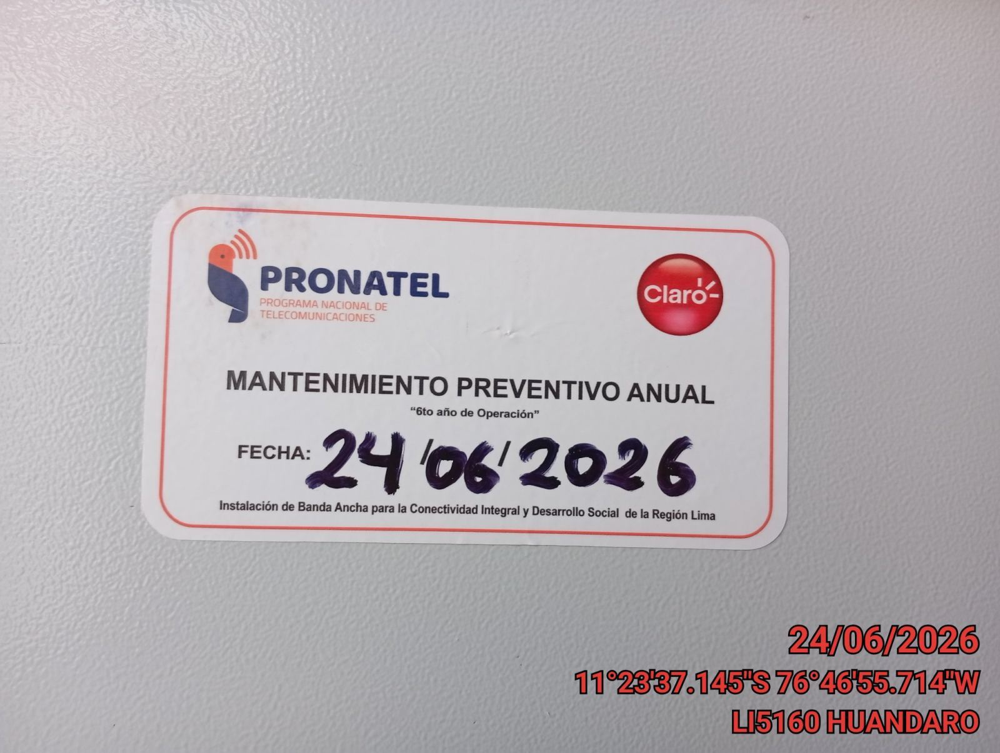 PRONATEL
PROGRAMA NACIONAL DE
TELECOMUNICACIONES
Claro
MANTENIMIENTO PREVENTIVO ANUAL
“6to año de Operación”
FECHA: 24/06/2026
Instalación de Banda Ancha para la Conectividad Integral y Desarrollo Social de la Región Lima
24/06/2026
11°23'37.145"S 76°46'55.714"W
LI5160 HUANDARO